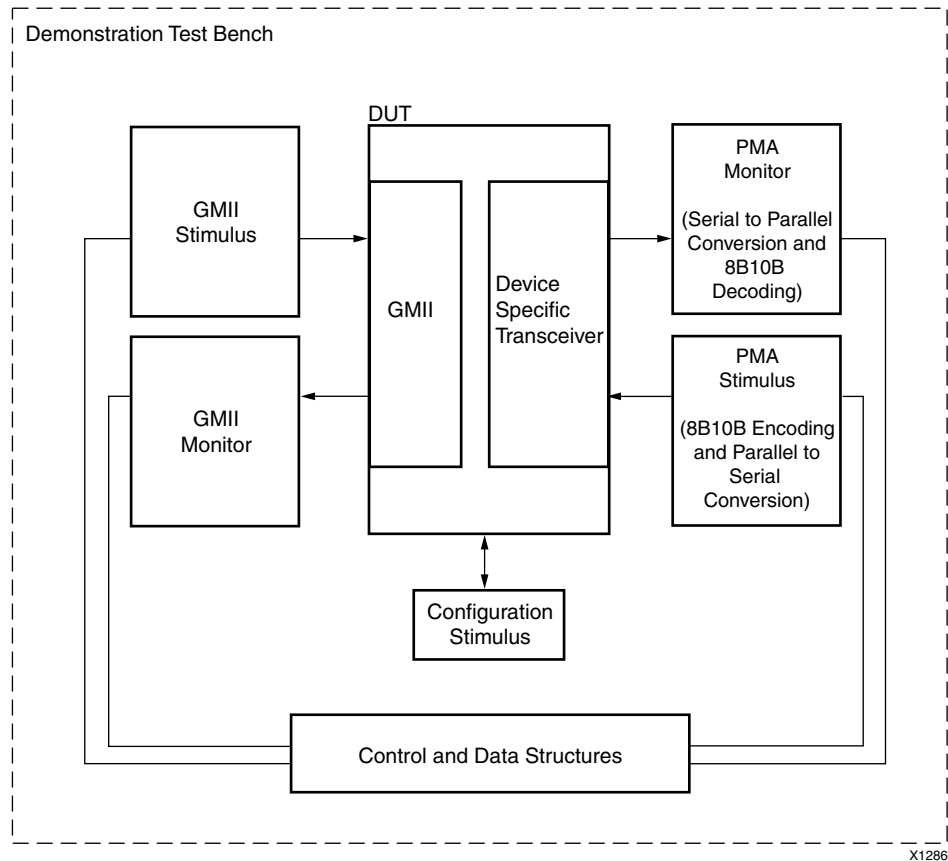 Demonstration Test Bench
DUT
GMII
Stimulus
GMII
Monitor
GMII
Device
Specific
Transceiver
PMA
Monitor
(Serial to Parallel
Conversion and
8B10B
Decoding)
PMA
Stimulus
(8B10B Encoding
and Parallel to
Serial
Conversion)
Configuration
Stimulus
Control and Data Structures
X1286